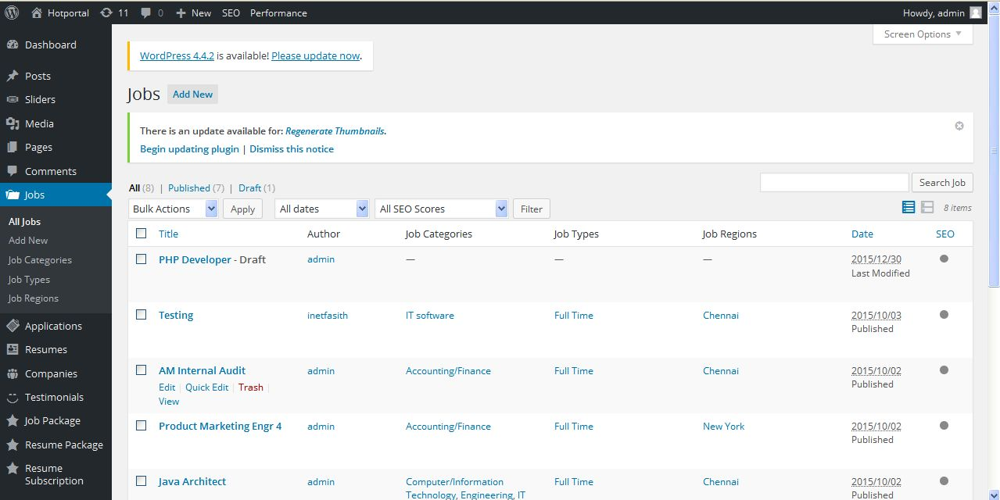 Hotportal 11 0 New SEO Performance Howdy, admin
Screen Options
Dashboard
Posts
Sliders
Media
Pages
Comments
Jobs
All Jobs
Add New
Job Categories
Job Types
Job Regions
Applications
Resumes
Companies
Testimonials
Job Package
Resume Package
Resume
Subscription
WordPress 4.4.2 is available! Please update now.
Jobs Add New
There is an update available for: Regenerate Thumbnails.
Begin updating plugin | Dismiss this notice
All (8) | Published (7) | Draft (1) Search Job
Bulk Actions Apply All dates All SEO Scores Filter 8 items
Title Author Job Categories Job Types Job Regions Date SEO
PHP Developer - Draft admin — — — 2015/12/30
Last Modified
Testing inetfasith IT software Full Time Chennai 2015/10/03
Published
AM Internal Audit admin Accounting/Finance Full Time Chennai 2015/10/02
Edit | Quick Edit | Trash | Published
View
Product Marketing Engr 4 admin Accounting/Finance Full Time New York 2015/10/02
Published
Java Architect admin Computer/Information Full Time Chennai 2015/10/02
Technology, Engineering, IT Published